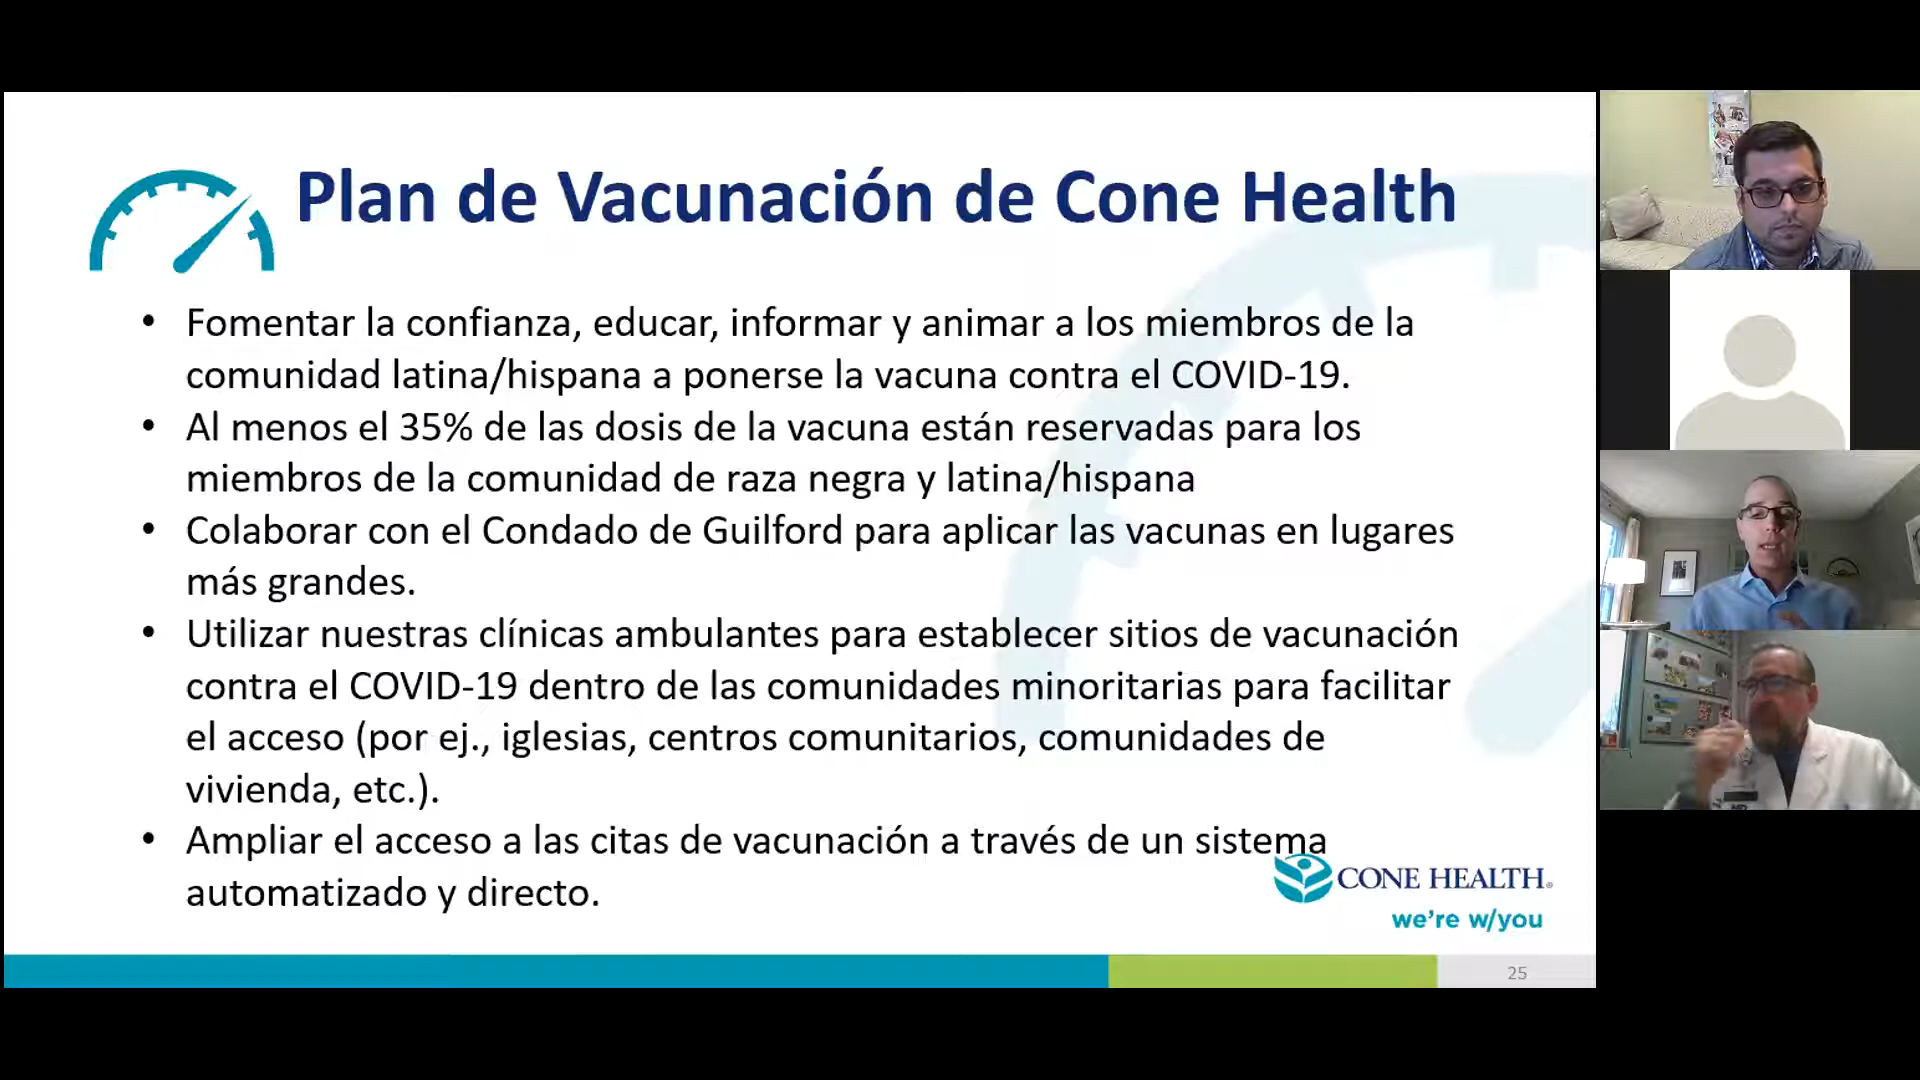 Plan de Vacunación de Cone Health
• Fomentar la confianza, educar, informar y animar a los miembros de la
comunidad latina/hispana a ponerse la vacuna contra el COVID-19.
• Al menos el 35% de las dosis de la vacuna están reservadas para los
miembros de la comunidad de raza negra y latina/hispana
• Colaborar con el Condado de Guilford para aplicar las vacunas en lugares
más grandes.
• Utilizar nuestras clínicas ambulantes para establecer sitios de vacunación
contra el COVID-19 dentro de las comunidades minoritarias para facilitar
el acceso (por ej., iglesias, centros comunitarios, comunidades de
vivienda, etc.).
• Ampliar el acceso a las citas de vacunación a través de un sistema
automatizado y directo.
CONE HEALTH®
we're w/you
25